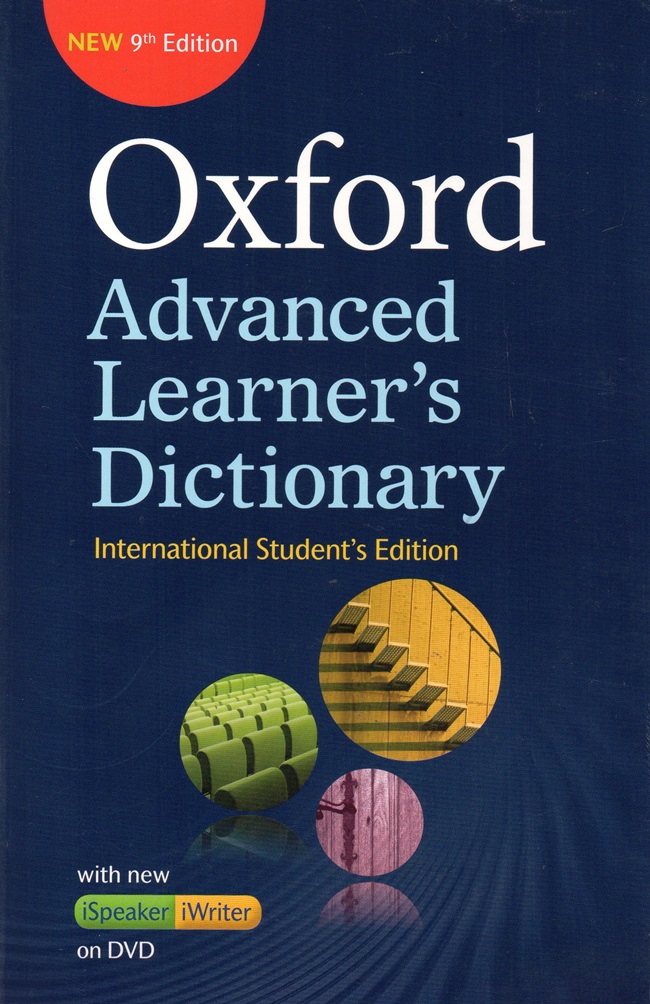 NEW 9th Edition
Oxford
Advanced
Learner's
Dictionary
International Student's Edition
with new
iSpeaker iWriter
on DVD